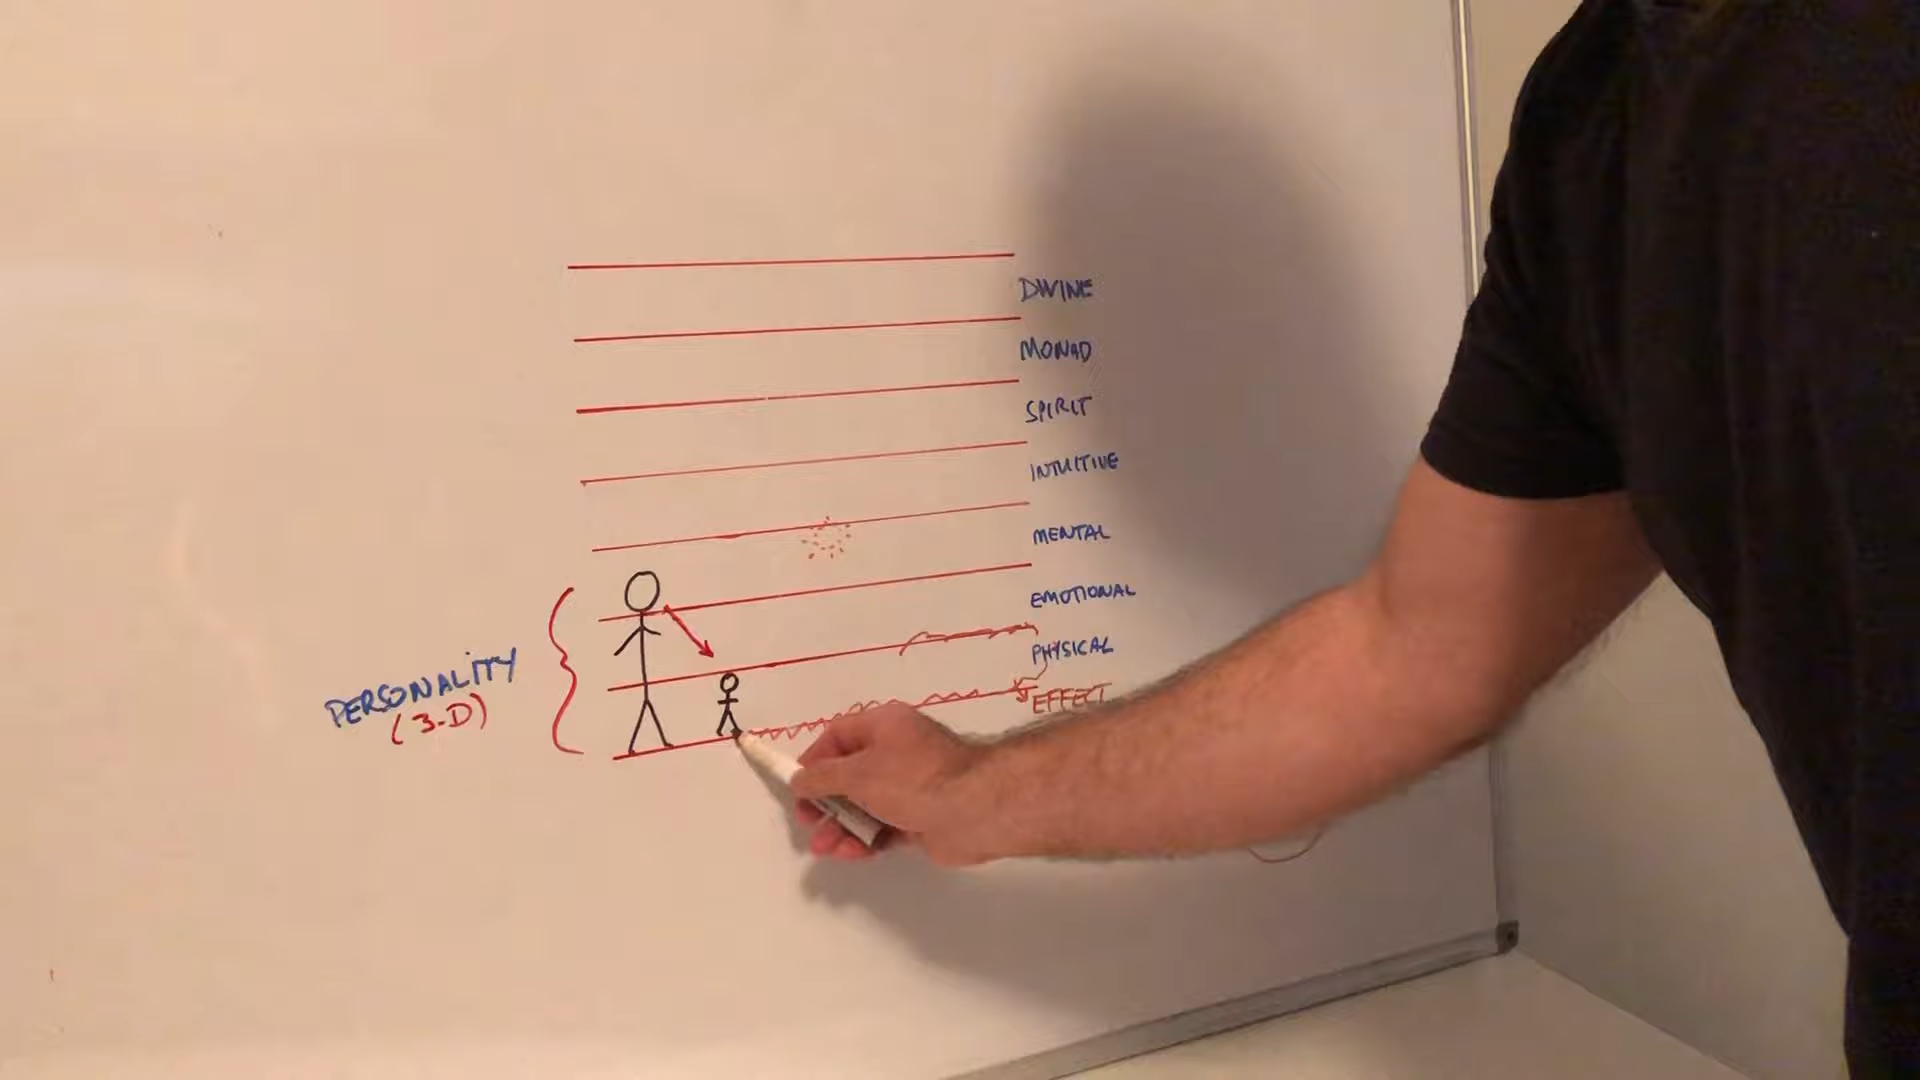 DIVINE
MONAD
SPIRIT
INTUITIVE
MENTAL
EMOTIONAL
PHYSICAL
EFFECT
PERSONALITY
(3-D)